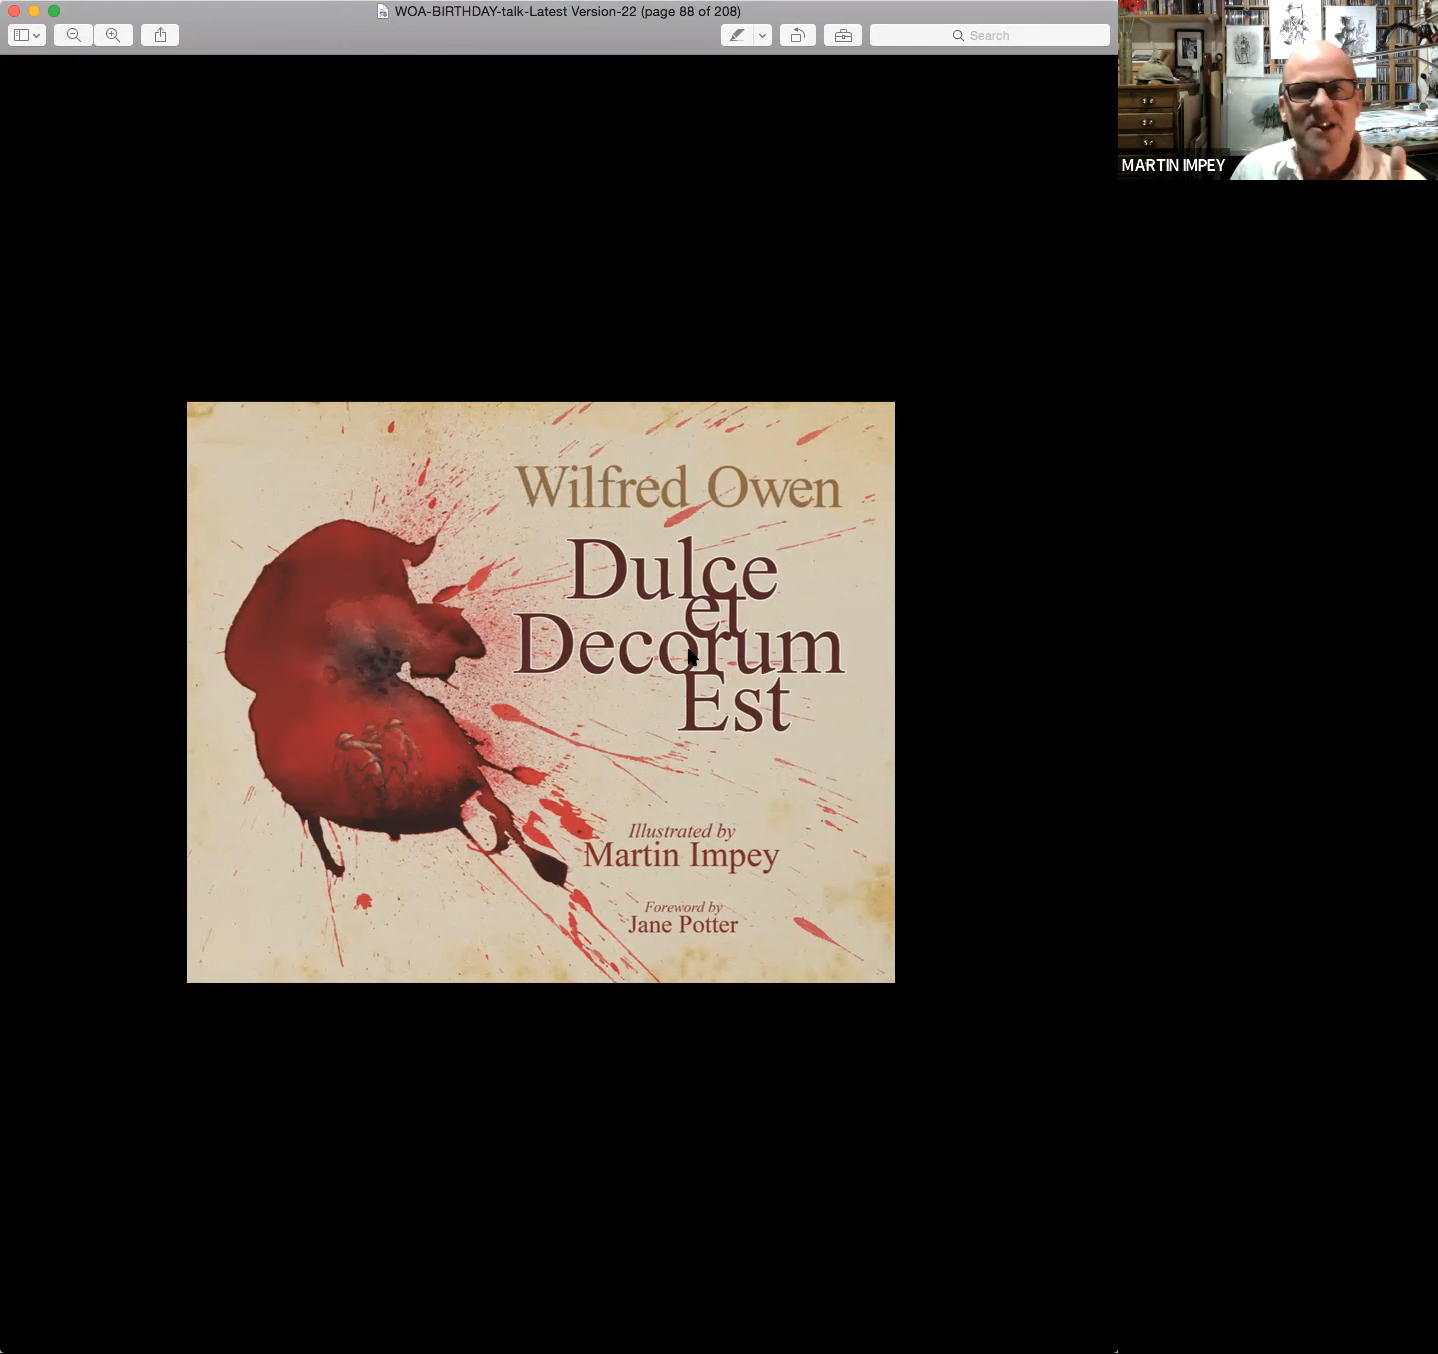 WOA-BIRTHDAY-talk-Latest Version-22 (page 88 of 208)
Search
MARTIN IMPEY
Wilfred Owen
Dulce
et
Decorum
Est
Illustrated by
Martin Impey
Foreword by
Jane Potter